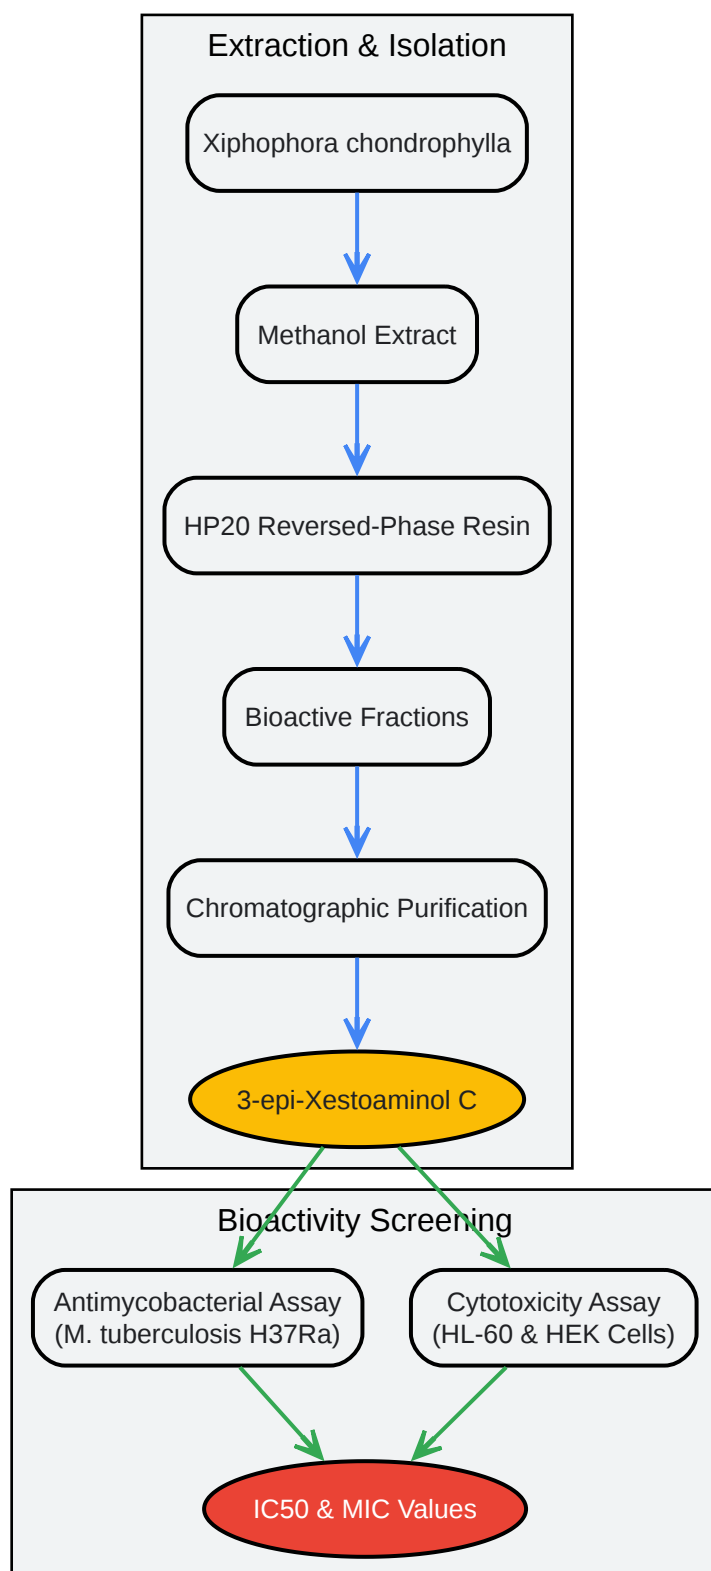 Extraction & Isolation
Xiphophora chondrophylla
Methanol Extract
HP20 Reversed-Phase Resin
Bioactive Fractions
Chromatographic Purification
3-epi-Xestoaminol C
Bioactivity Screening
Antimycobacterial Assay
(M. tuberculosis H37Ra)
Cytotoxicity Assay
(HL-60 & HEK Cells)
IC50 & MIC Values